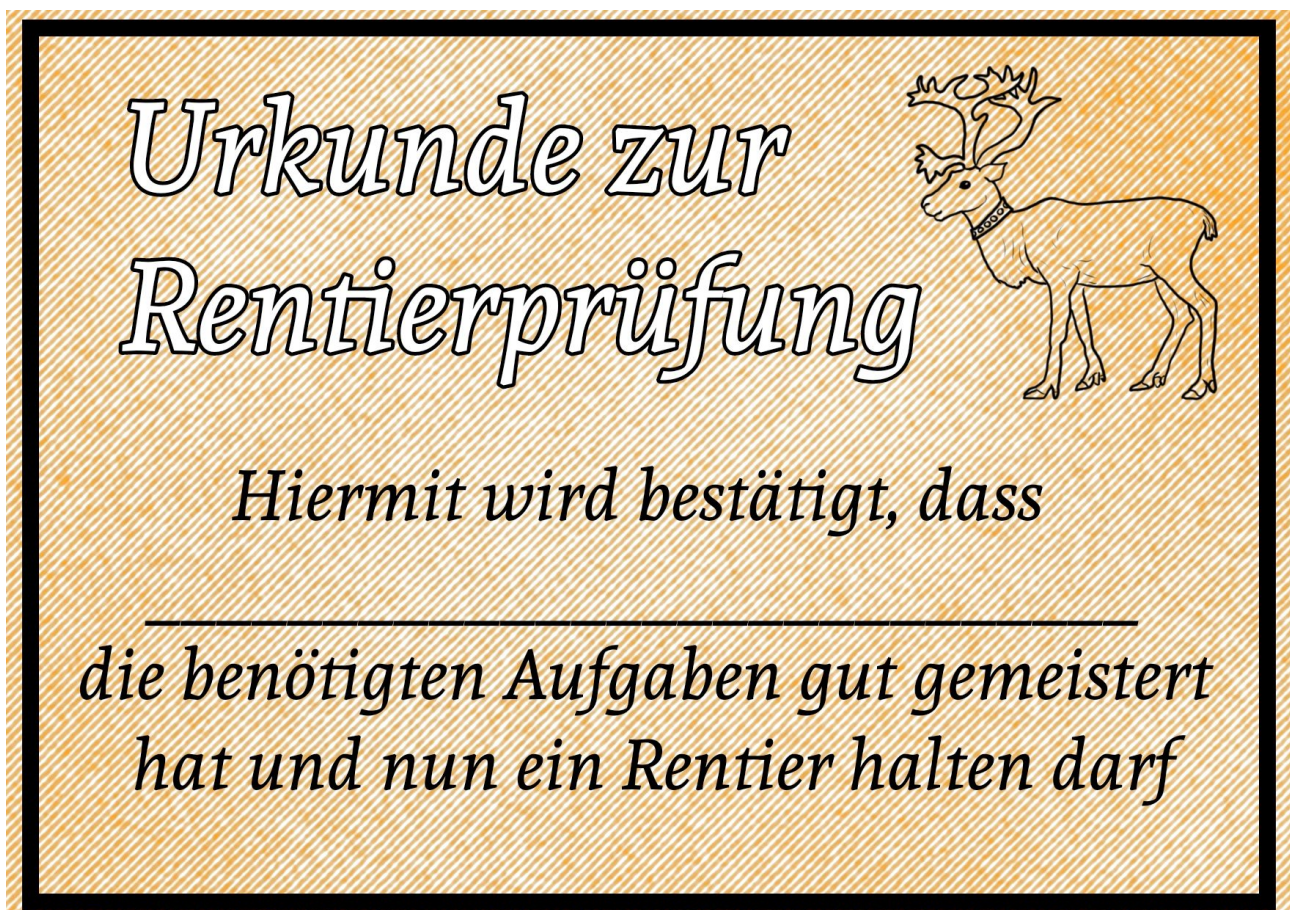 Urkunde zur
Rentierprüfung
Hiermit wird bestätigt, dass
die benötigten Aufgaben gut gemeistert
hat und nun ein Rentier halten darf